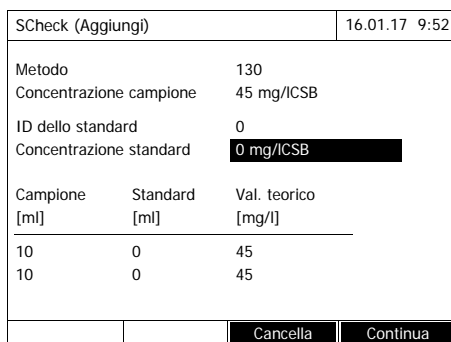 SCheck (Aggiungi) 16.01.17 9:52
Metodo 130
Concentrazione campione 45 mg/lCSB
ID dello standard 0
Concentrazione standard 0 mg/lCSB
Campione Standard Val. teorico
[ml] [ml] [mg/l]
10 0 45
10 0 45
Cancella Continua